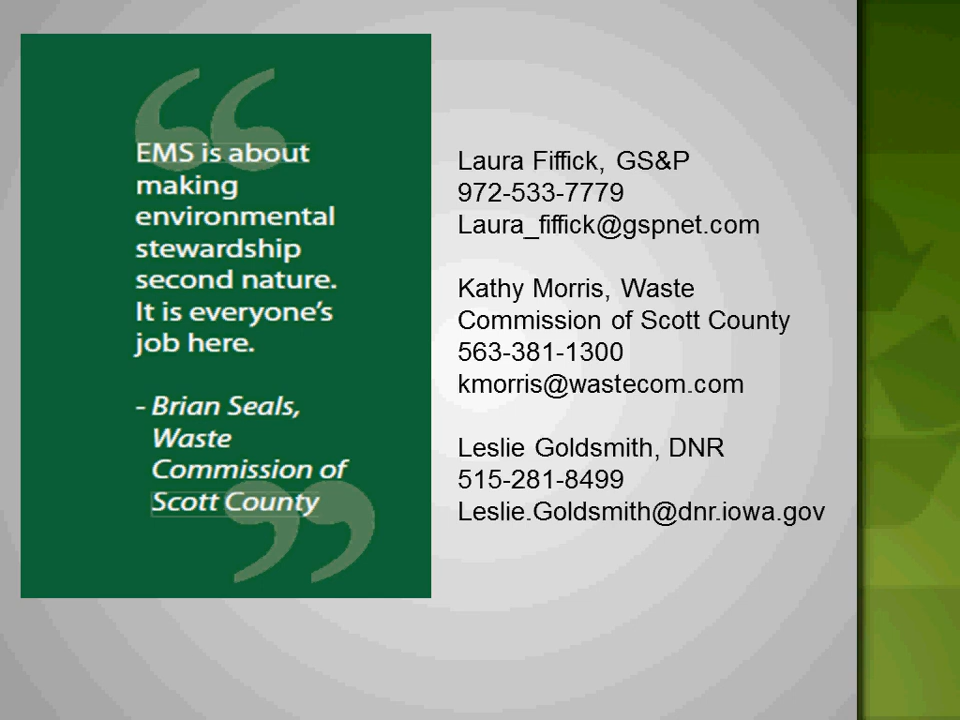 “
EMS is about
making
environmental
stewardship
second nature.
It is everyone’s
job here.
- Brian Seals,
Waste
Commission of
Scott County
”
Laura Fiffick, GS&P
972-533-7779
Laura_fiffick@gspnet.com
Kathy Morris, Waste
Commission of Scott County
563-381-1300
kmorris@wastecom.com
Leslie Goldsmith, DNR
515-281-8499
Leslie.Goldsmith@dnr.iowa.gov